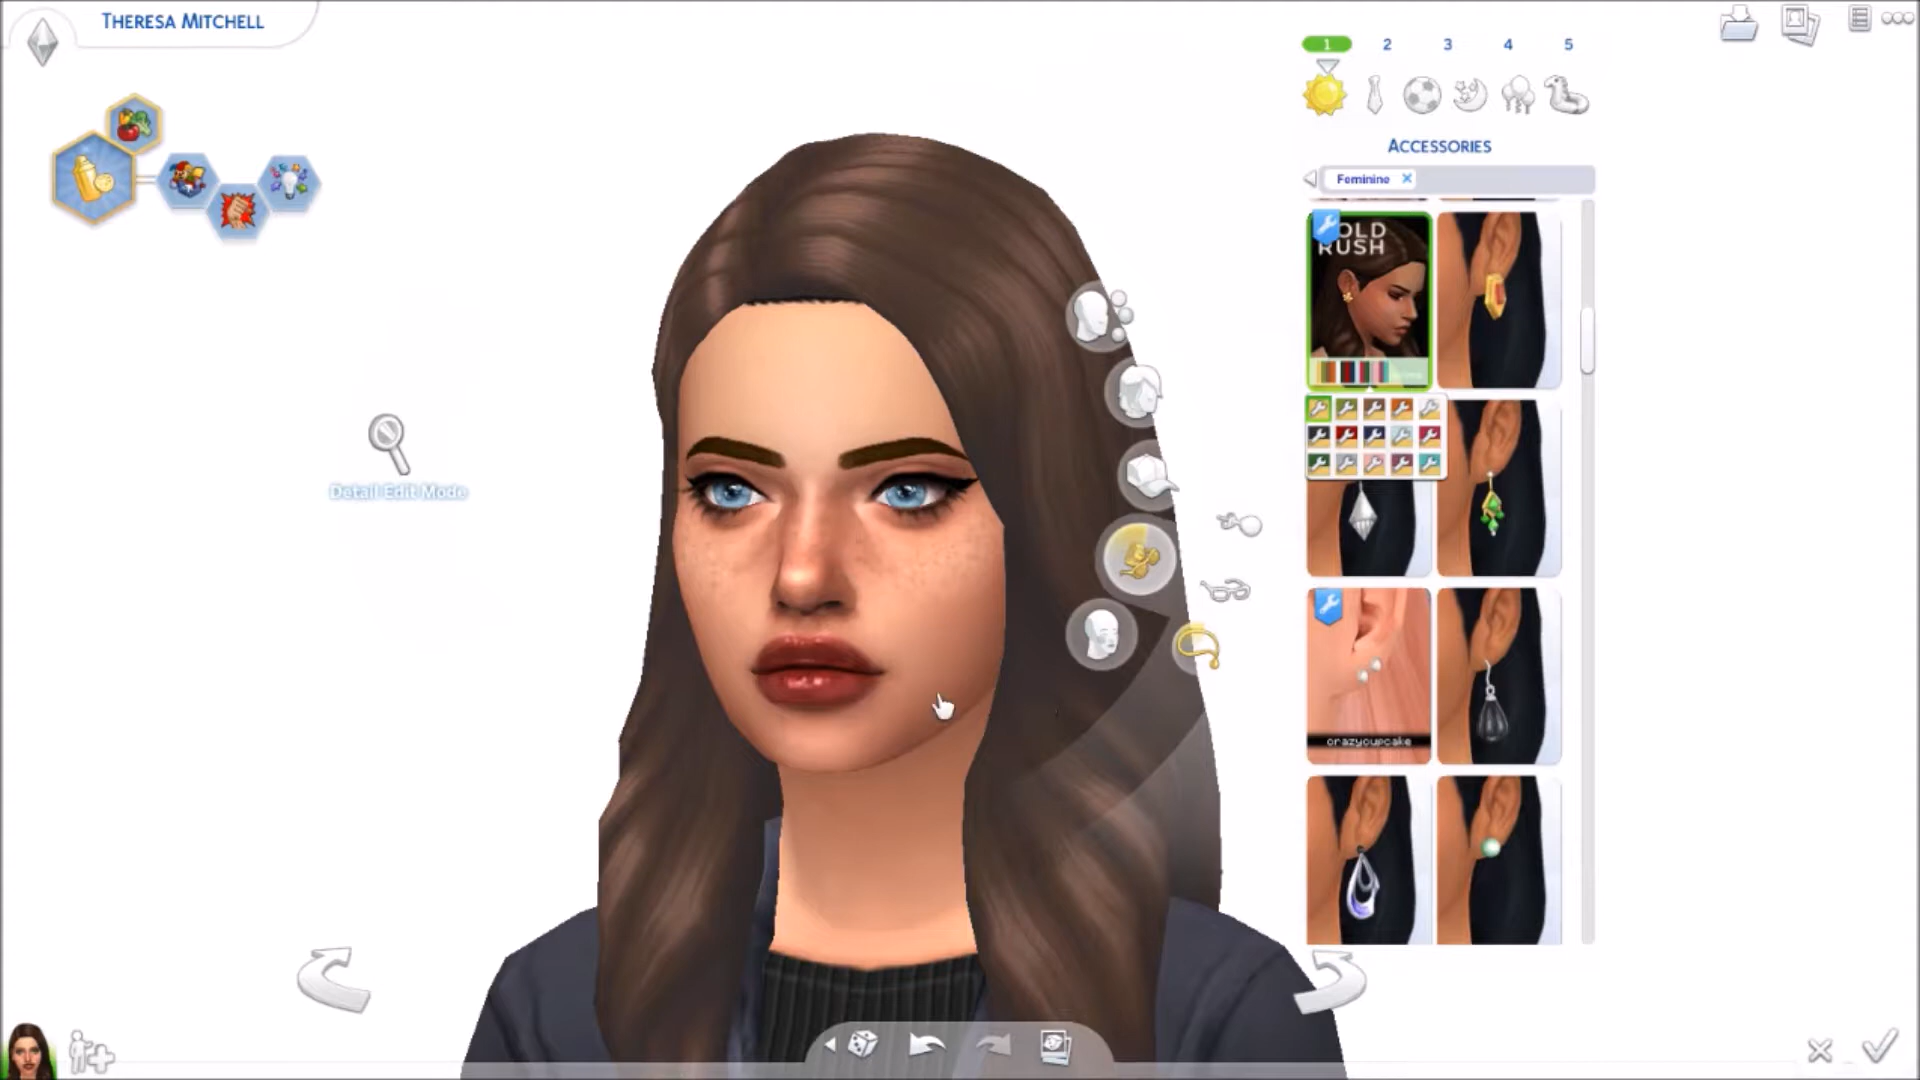 THERESA MITCHELL
1 2 3 4 5
ACCESSORIES
Feminine
OLD
RUSH
Detail Edit Mode
crazycupcake